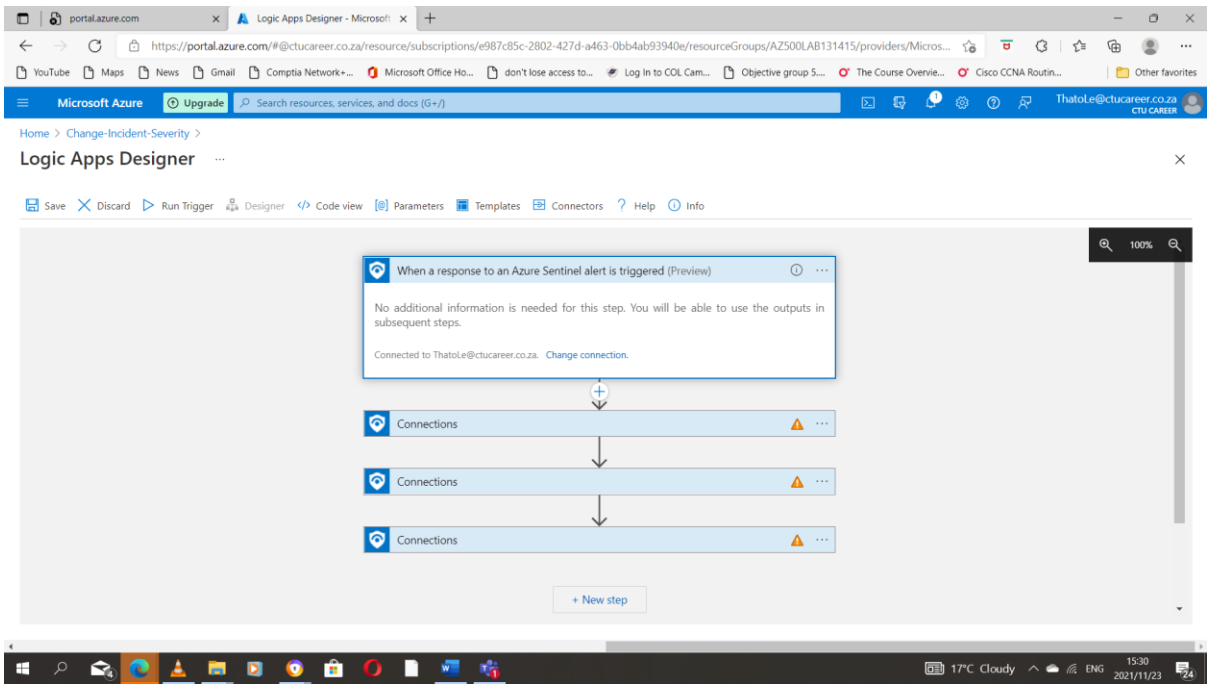 portal.azure.com
Logic Apps Designer - Microsoft
https://portal.azure.com/#@ctucareer.co.za/resource/subscriptions/e987c85c-2802-427d-a463-0bb4ab93940e/resourceGroups/AZ500LAB131415/providers/Micros...
YouTube Maps News Gmail Comptia Network+... Microsoft Office Ho... don't lose access to... Log In to COL Cam... Objective group 5.... The Course Overvie... Cisco CCNA Routin... Other favorites
Microsoft Azure Upgrade Search resources, services, and docs (G+/) 1 ThatoLe@ctucareer.co.za
CTU CAREER
Home > Change-Incident-Severity >
Logic Apps Designer ...
Save Discard Run Trigger Designer Code view Parameters Templates Connectors Help Info
100%
When a response to an Azure Sentinel alert is triggered (Preview)
No additional information is needed for this step. You will be able to use the outputs in
subsequent steps.
Connected to ThatoLe@ctucareer.co.za. Change connection.
Connections
Connections
Connections
+ New step
17°C Cloudy ENG 15:30
2021/11/23 24